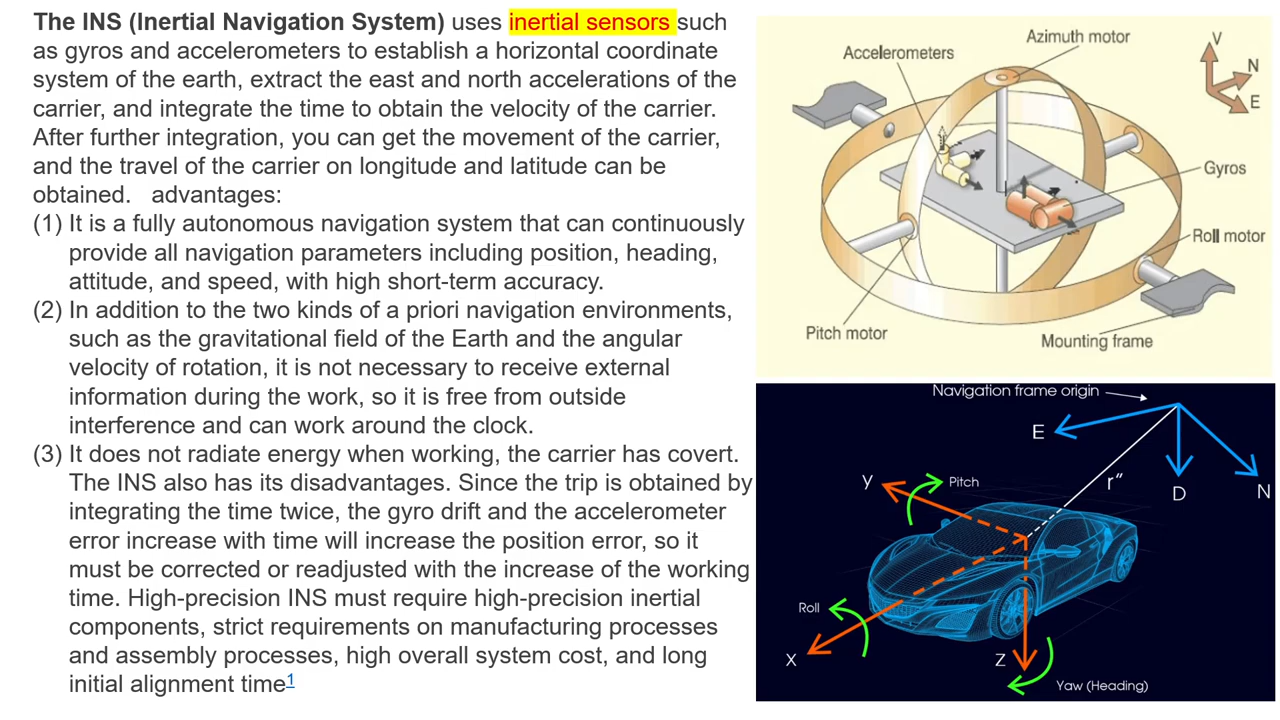 The INS (Inertial Navigation System) uses inertial sensors such
as gyros and accelerometers to establish a horizontal coordinate
system of the earth, extract the east and north accelerations of the
carrier, and integrate the time to obtain the velocity of the carrier.
After further integration, you can get the movement of the carrier,
and the travel of the carrier on longitude and latitude can be
obtained. advantages:
(1) It is a fully autonomous navigation system that can continuously
provide all navigation parameters including position, heading,
attitude, and speed, with high short-term accuracy.
(2) In addition to the two kinds of a priori navigation environments,
such as the gravitational field of the Earth and the angular
velocity of rotation, it is not necessary to receive external
information during the work, so it is free from outside
interference and can work around the clock.
(3) It does not radiate energy when working, the carrier has covert.
The INS also has its disadvantages. Since the trip is obtained by
integrating the time twice, the gyro drift and the accelerometer
error increase with time will increase the position error, so it
must be corrected or readjusted with the increase of the working
time. High-precision INS must require high-precision inertial
components, strict requirements on manufacturing processes
and assembly processes, high overall system cost, and long
initial alignment time1
Azimuth motor
Accelerometers
V
N
E
Gyros
Roll motor
Pitch motor
Mounting frame
Navigation frame origin
E
D
N
r"
y
Pitch
Roll
X
Z
Yaw (Heading)